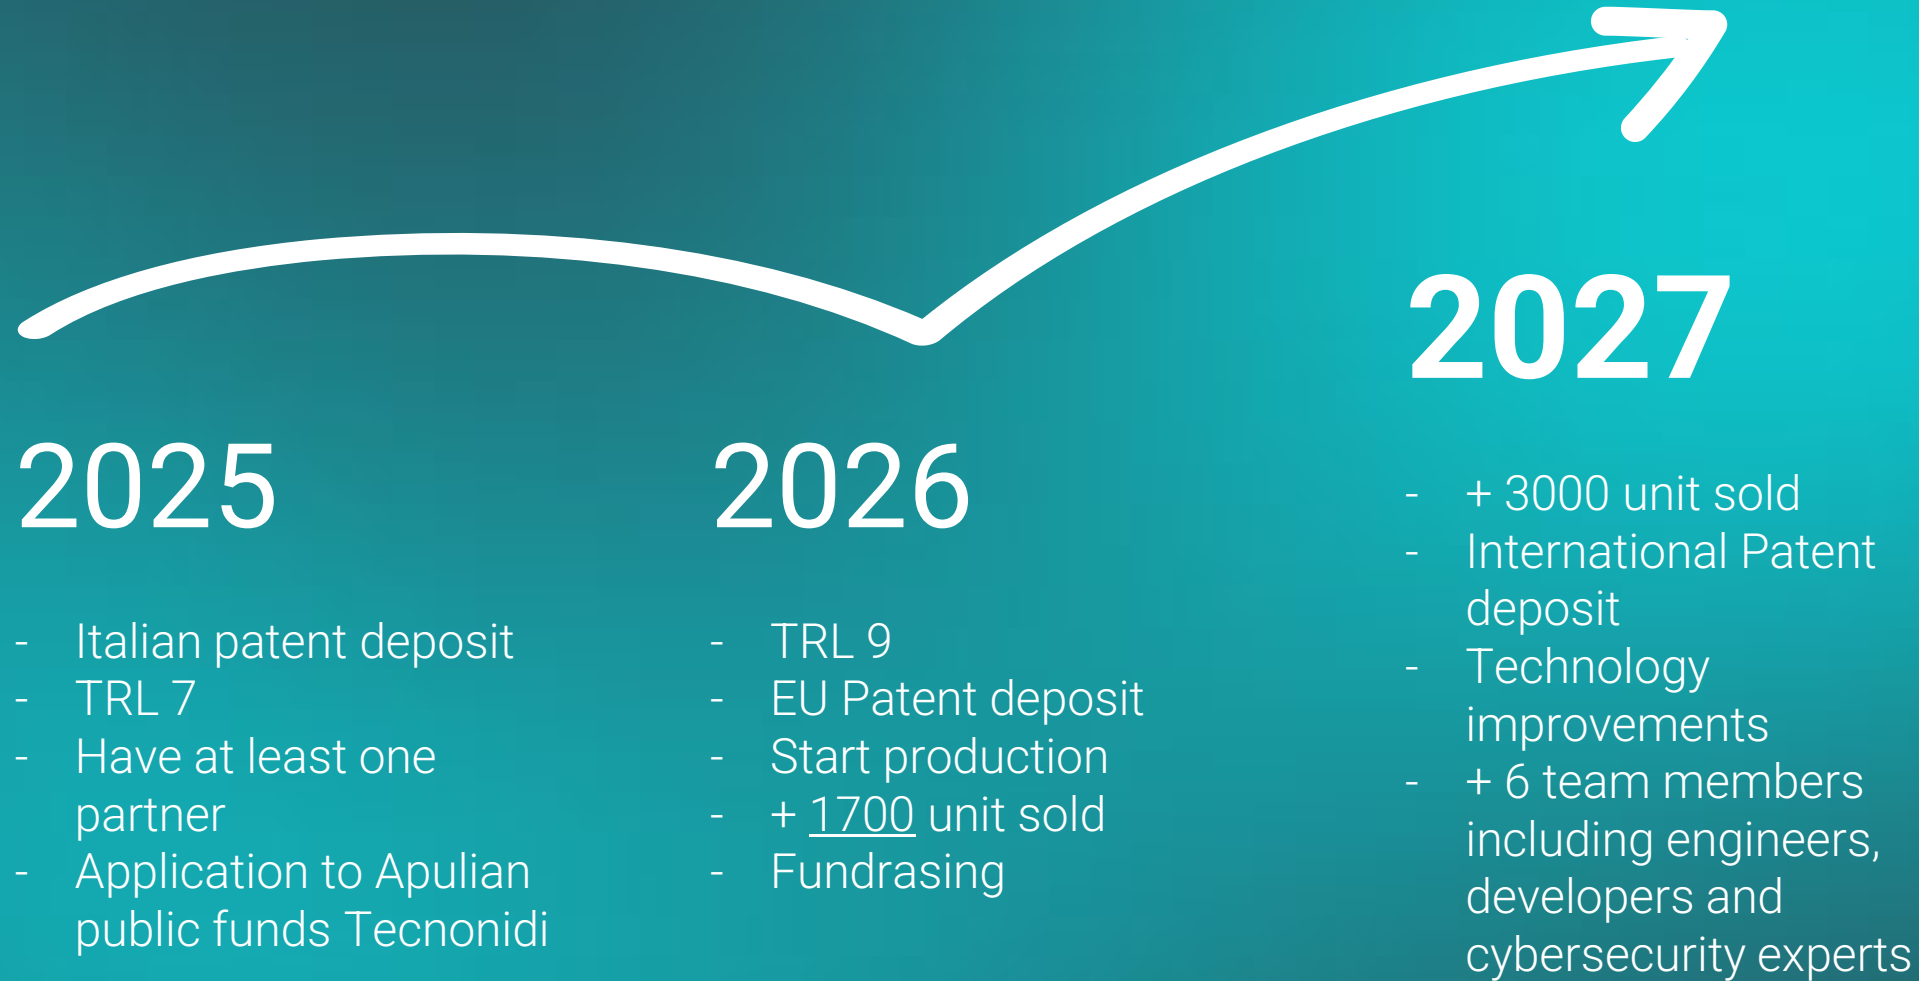 2025
- Italian patent deposit
- TRL 7
- Have at least one
partner
- Application to Apulian
public funds Tecnonidi
2026
- TRL 9
- EU Patent deposit
- Start production
- + 1700 unit sold
- Fundrasing
2027
- + 3000 unit sold
- International Patent
deposit
- Technology
improvements
- + 6 team members
including engineers,
developers and
cybersecurity experts